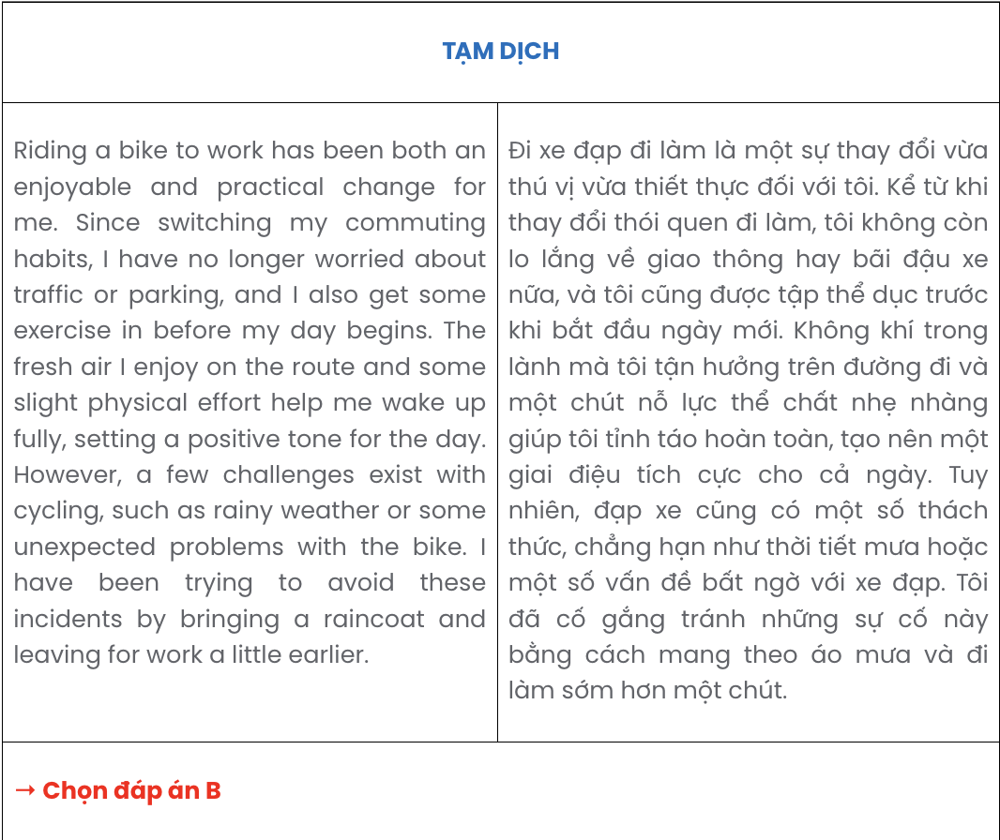 TẠM DỊCH
Riding a bike to work has been both an
enjoyable and practical change for
me. Since switching my commuting
habits, I have no longer worried about
traffic or parking, and I also get some
exercise in before my day begins. The
fresh air I enjoy on the route and some
slight physical effort help me wake up
fully, setting a positive tone for the day.
However, a few challenges exist with
cycling, such as rainy weather or some
unexpected problems with the bike. I
have been trying to avoid these
incidents by bringing a raincoat and
leaving for work a little earlier.
Đi xe đạp đi làm là một sự thay đổi vừa
thú vị vừa thiết thực đối với tôi. Kể từ khi
thay đổi thói quen đi làm, tôi không còn
lo lắng về giao thông hay bãi đậu xe
nữa, và tôi cũng được tập thể dục trước
khi bắt đầu ngày mới. Không khí trong
lành mà tôi tận hưởng trên đường đi và
một chút nỗ lực thể chất nhẹ nhàng
giúp tôi tỉnh táo hoàn toàn, tạo nên một
giai điệu tích cực cho cả ngày. Tuy
nhiên, đạp xe cũng có một số thách
thức, chẳng hạn như thời tiết mưa hoặc
một số vấn đề bất ngờ với xe đạp. Tôi
đã cố gắng tránh những sự cố này
bằng cách mang theo áo mưa và đi
làm sớm hơn một chút.
→ Chọn đáp án B